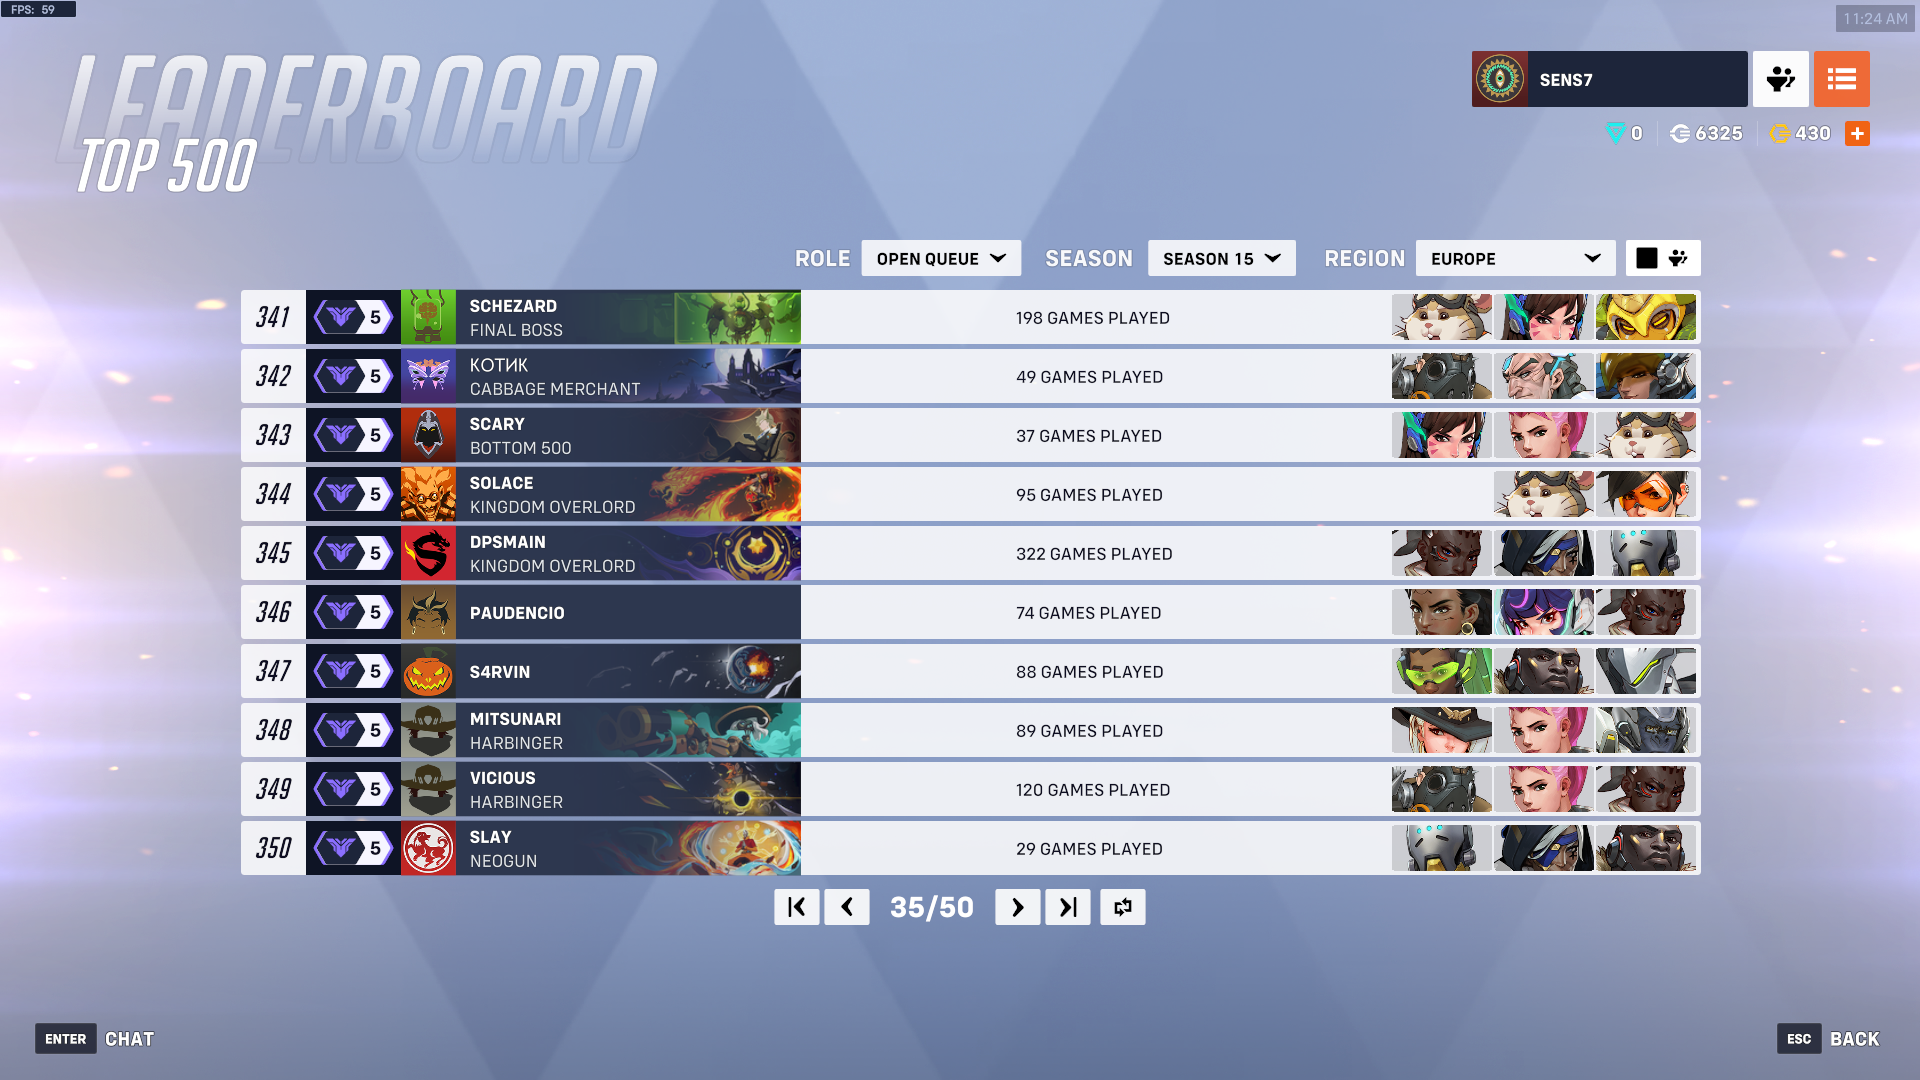 FPS: 59
11:24 AM
LEADERBOARD
TOP 500
SENS7
0 6325 430
ROLE OPEN QUEUE SEASON SEASON 15 REGION EUROPE
341 5 SCHEZARD
FINAL BOSS
198 GAMES PLAYED
342 5 КОТИК
CABBAGE MERCHANT
49 GAMES PLAYED
343 5 SCARY
BOTTOM 500
37 GAMES PLAYED
344 5 SOLACE
KINGDOM OVERLORD
95 GAMES PLAYED
345 5 DPSMAIN
KINGDOM OVERLORD
322 GAMES PLAYED
346 5 PAUDENCIO
74 GAMES PLAYED
347 5 S4RVIN
88 GAMES PLAYED
348 5 MITSUNARI
HARBINGER
89 GAMES PLAYED
349 5 VICIOUS
HARBINGER
120 GAMES PLAYED
350 5 SLAY
NEOGUN
29 GAMES PLAYED
35/50
ENTER CHAT
ESC BACK